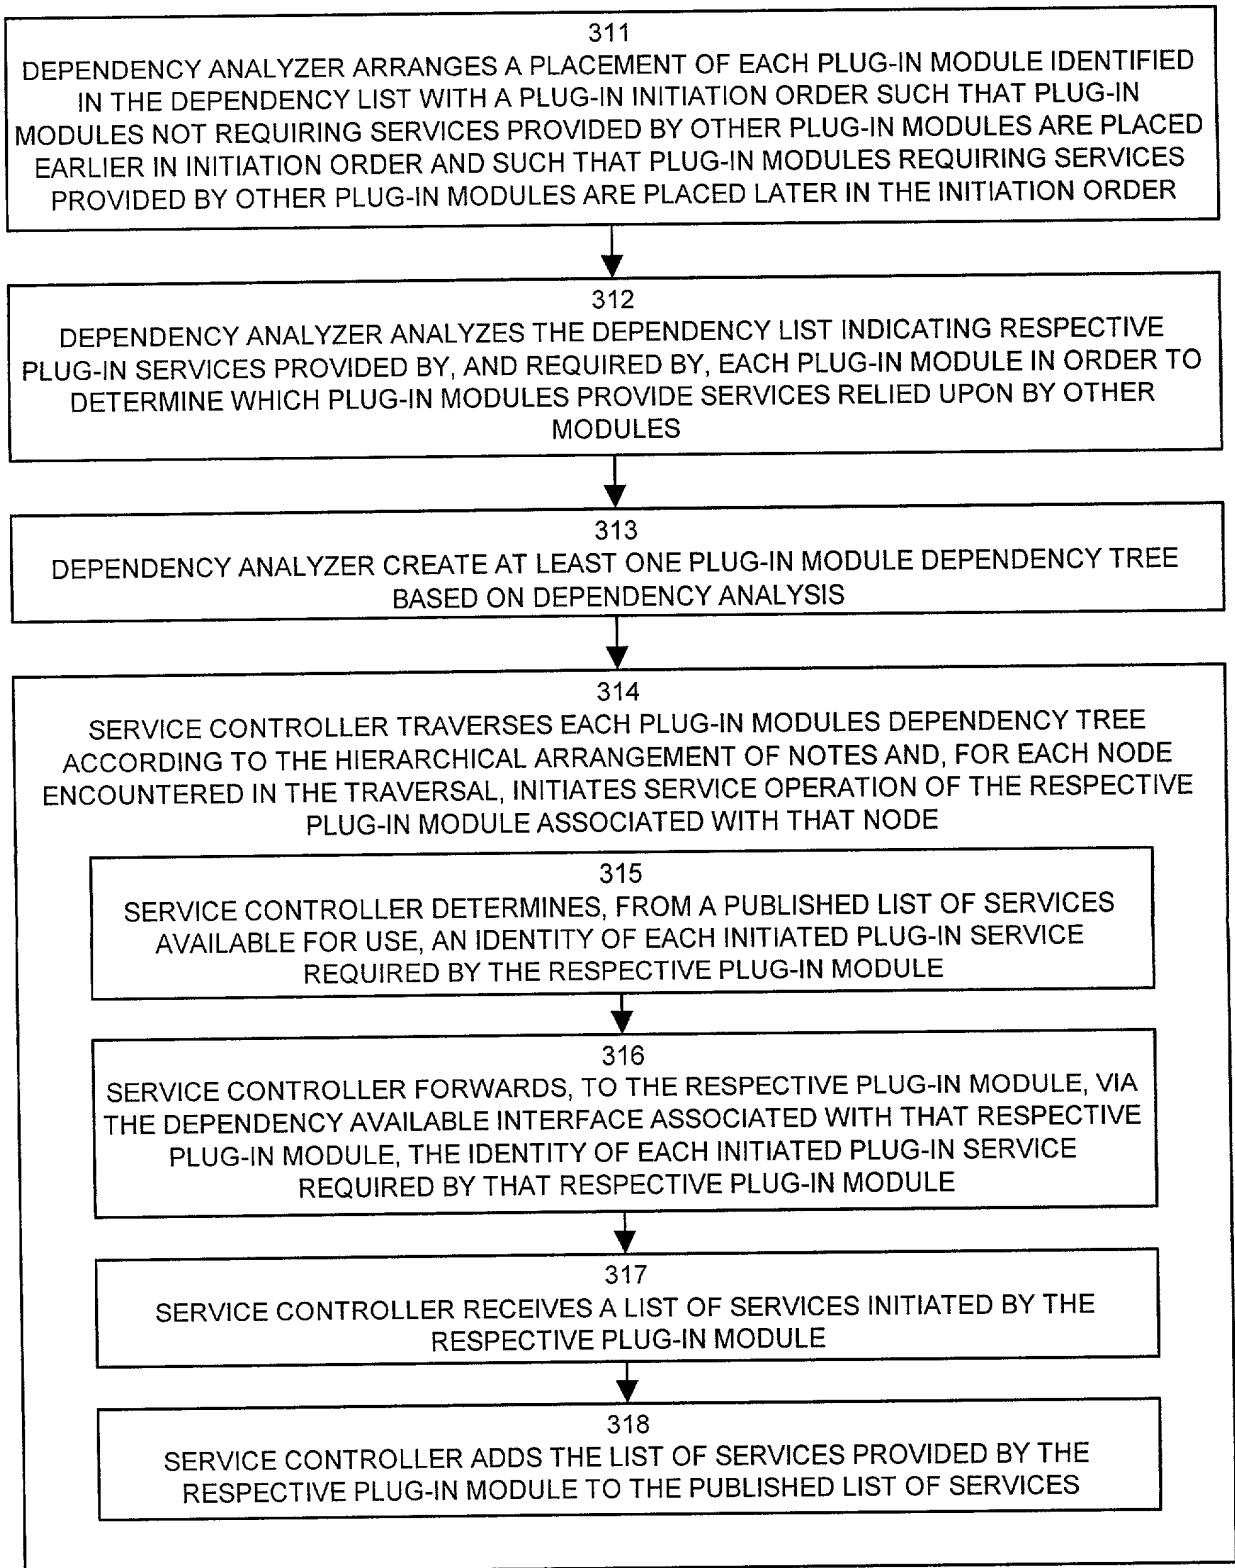 311
DEPENDENCY ANALYZER ARRANGES A PLACEMENT OF EACH PLUG-IN MODULE IDENTIFIED
IN THE DEPENDENCY LIST WITH A PLUG-IN INITIATION ORDER SUCH THAT PLUG-IN
MODULES NOT REQUIRING SERVICES PROVIDED BY OTHER PLUG-IN MODULES ARE PLACED
EARLIER IN INITIATION ORDER AND SUCH THAT PLUG-IN MODULES REQUIRING SERVICES
PROVIDED BY OTHER PLUG-IN MODULES ARE PLACED LATER IN THE INITIATION ORDER
312
DEPENDENCY ANALYZER ANALYZES THE DEPENDENCY LIST INDICATING RESPECTIVE
PLUG-IN SERVICES PROVIDED BY, AND REQUIRED BY, EACH PLUG-IN MODULE IN ORDER TO
DETERMINE WHICH PLUG-IN MODULES PROVIDE SERVICES RELIED UPON BY OTHER
MODULES
313
DEPENDENCY ANALYZER CREATE AT LEAST ONE PLUG-IN MODULE DEPENDENCY TREE
BASED ON DEPENDENCY ANALYSIS
314
SERVICE CONTROLLER TRAVERSES EACH PLUG-IN MODULES DEPENDENCY TREE
ACCORDING TO THE HIERARCHICAL ARRANGEMENT OF NOTES AND, FOR EACH NODE
ENCOUNTERED IN THE TRAVERSAL, INITIATES SERVICE OPERATION OF THE RESPECTIVE
PLUG-IN MODULE ASSOCIATED WITH THAT NODE
315
SERVICE CONTROLLER DETERMINES, FROM A PUBLISHED LIST OF SERVICES
AVAILABLE FOR USE, AN IDENTITY OF EACH INITIATED PLUG-IN SERVICE
REQUIRED BY THE RESPECTIVE PLUG-IN MODULE
316
SERVICE CONTROLLER FORWARDS, TO THE RESPECTIVE PLUG-IN MODULE, VIA
THE DEPENDENCY AVAILABLE INTERFACE ASSOCIATED WITH THAT RESPECTIVE
PLUG-IN MODULE, THE IDENTITY OF EACH INITIATED PLUG-IN SERVICE
REQUIRED BY THAT RESPECTIVE PLUG-IN MODULE
317
SERVICE CONTROLLER RECEIVES A LIST OF SERVICES INITIATED BY THE
RESPECTIVE PLUG-IN MODULE
318
SERVICE CONTROLLER ADDS THE LIST OF SERVICES PROVIDED BY THE
RESPECTIVE PLUG-IN MODULE TO THE PUBLISHED LIST OF SERVICES